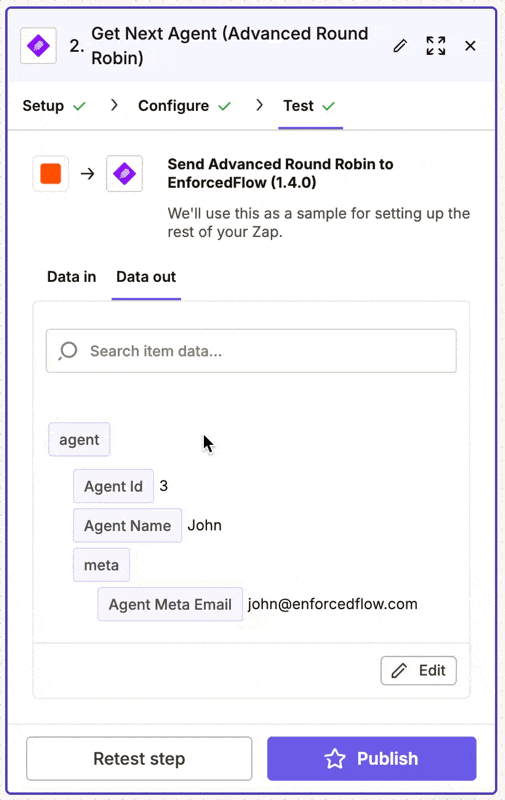 2. Get Next Agent (Advanced Round
Robin)
Setup
Configure
Test
Send Advanced Round Robin to
EnforcedFlow (1.4.0)
We'll use this as a sample for setting up the
rest of your Zap.
Data in
Data out
Search item data...
agent
Agent Id 3
Agent Name John
meta
Agent Meta Email john@enforcedflow.com
Edit
Retest step
Publish